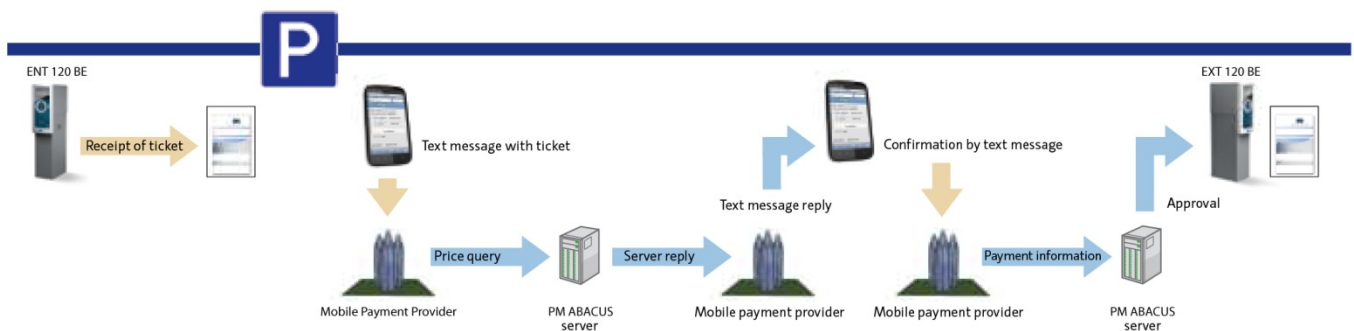 P
ENT 120 BE
EXT 120 BE
Receipt of ticket
Text message with ticket
Confirmation by text message
Text message reply
Approval
Price query
Server reply
Payment information
Mobile Payment Provider
PM ABACUS
server
Mobile payment provider
Mobile payment provider
PM ABACUS
server